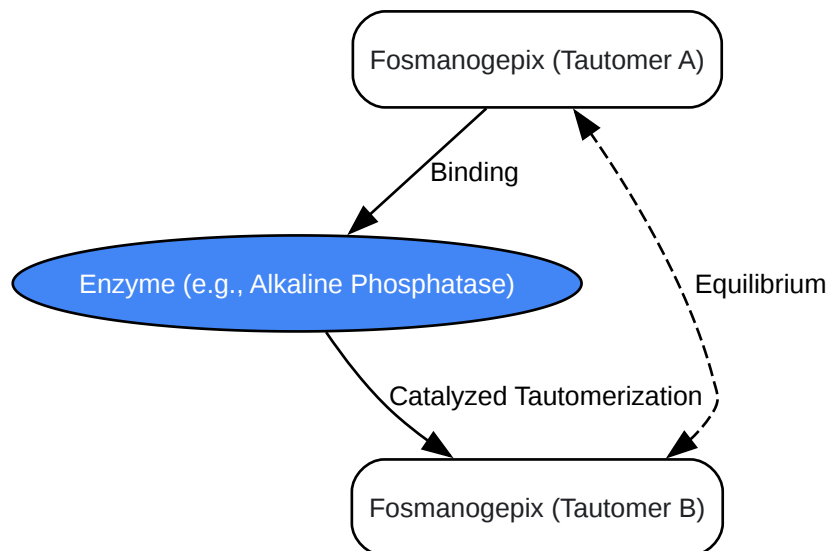 Fosmanogepix (Tautomer A)
Binding
Enzyme (e.g., Alkaline Phosphatase)
Equilibrium
Catalyzed Tautomerization
Fosmanogepix (Tautomer B)